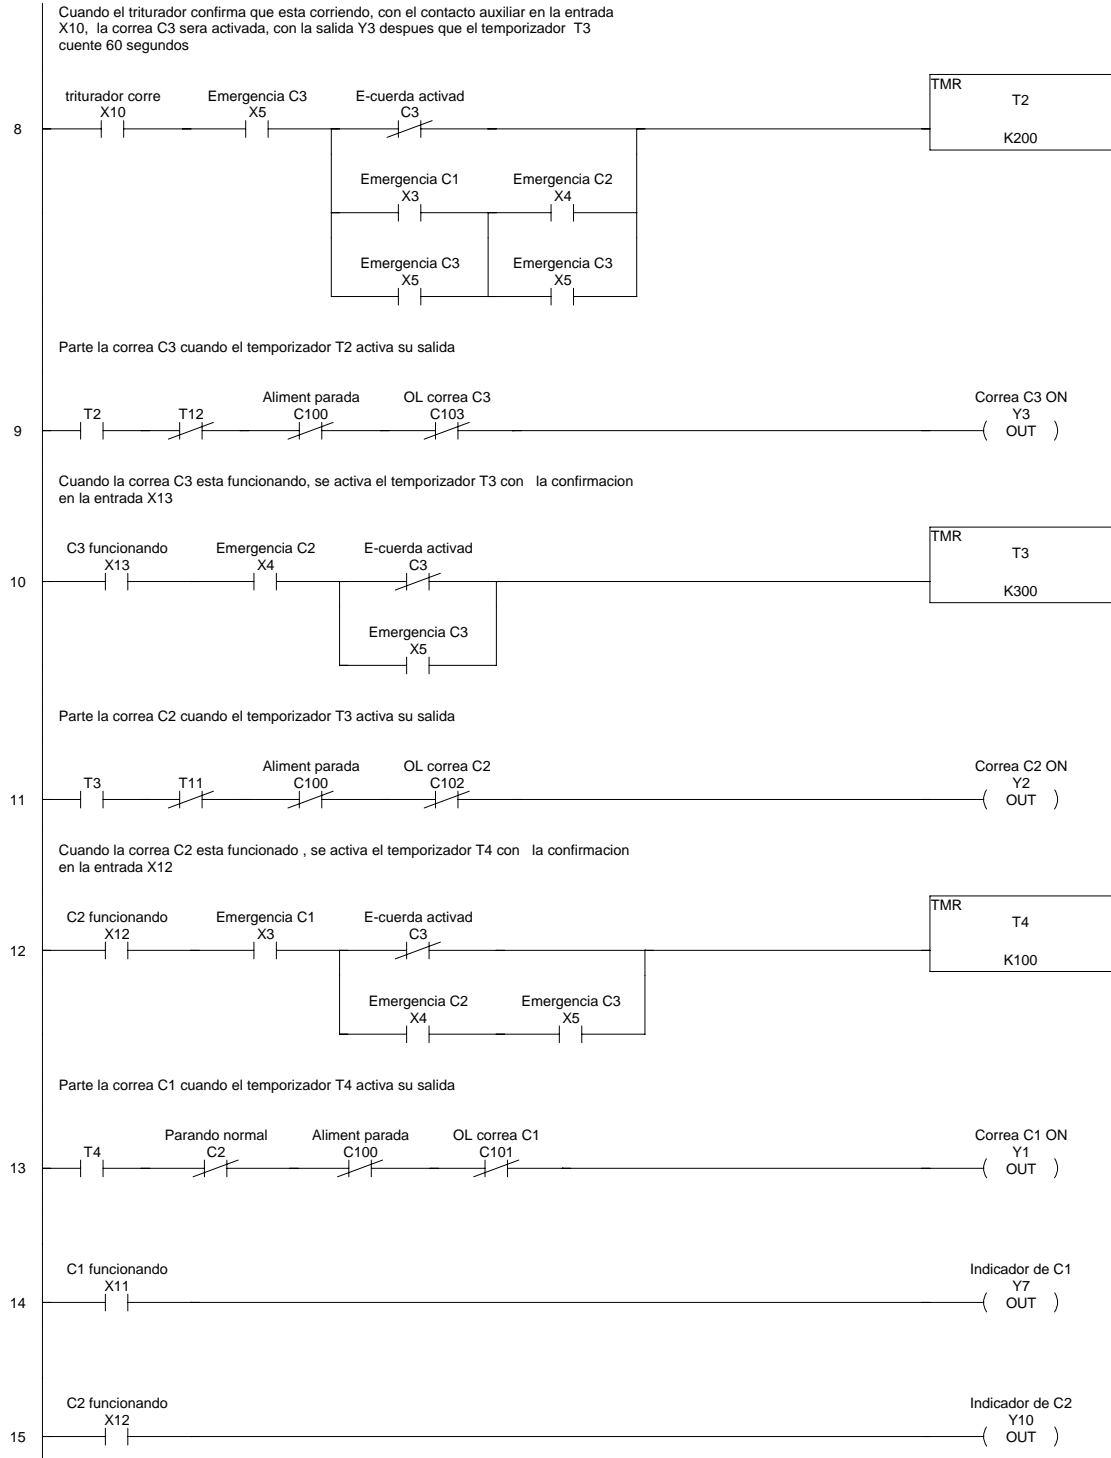 Cuando el triturador confirma que esta corriendo, con el contacto auxiliar en la entrada
X10, la correa C3 sera activada, con la salida Y3 despues que el temporizador T3
cuente 60 segundos
triturador corre Emergencia C3 E-cuerda activad
X10 X5 C3
TMR
T2
8
K200
Emergencia C1 Emergencia C2
X3 X4
Emergencia C3 Emergencia C3
X5 X5
Parte la correa C3 cuando el temporizador T2 activa su salida
Aliment parada OL correa C3 Correa C3 ON
T2 T12 C100 C103 Y3
9 OUT
Cuando la correa C3 esta funcionando, se activa el temporizador T3 con la confirmacion
en la entrada X13
C3 funcionando Emergencia C2 E-cuerda activad
X13 X4 C3
TMR
T3
10
K300
Emergencia C3
X5
Parte la correa C2 cuando el temporizador T3 activa su salida
Aliment parada OL correa C2 Correa C2 ON
T3 T11 C100 C102 Y2
11 OUT
Cuando la correa C2 esta funcionado , se activa el temporizador T4 con la confirmacion
en la entrada X12
C2 funcionando Emergencia C1 E-cuerda activad
X12 X3 C3
TMR
T4
12
K100
Emergencia C2 Emergencia C3
X4 X5
Parte la correa C1 cuando el temporizador T4 activa su salida
Parando normal Aliment parada OL correa C1 Correa C1 ON
T4 C2 C100 C101 Y1
13 OUT
C1 funcionando Indicador de C1
X11 Y7
14 OUT
C2 funcionando Indicador de C2
X12 Y10
15 OUT